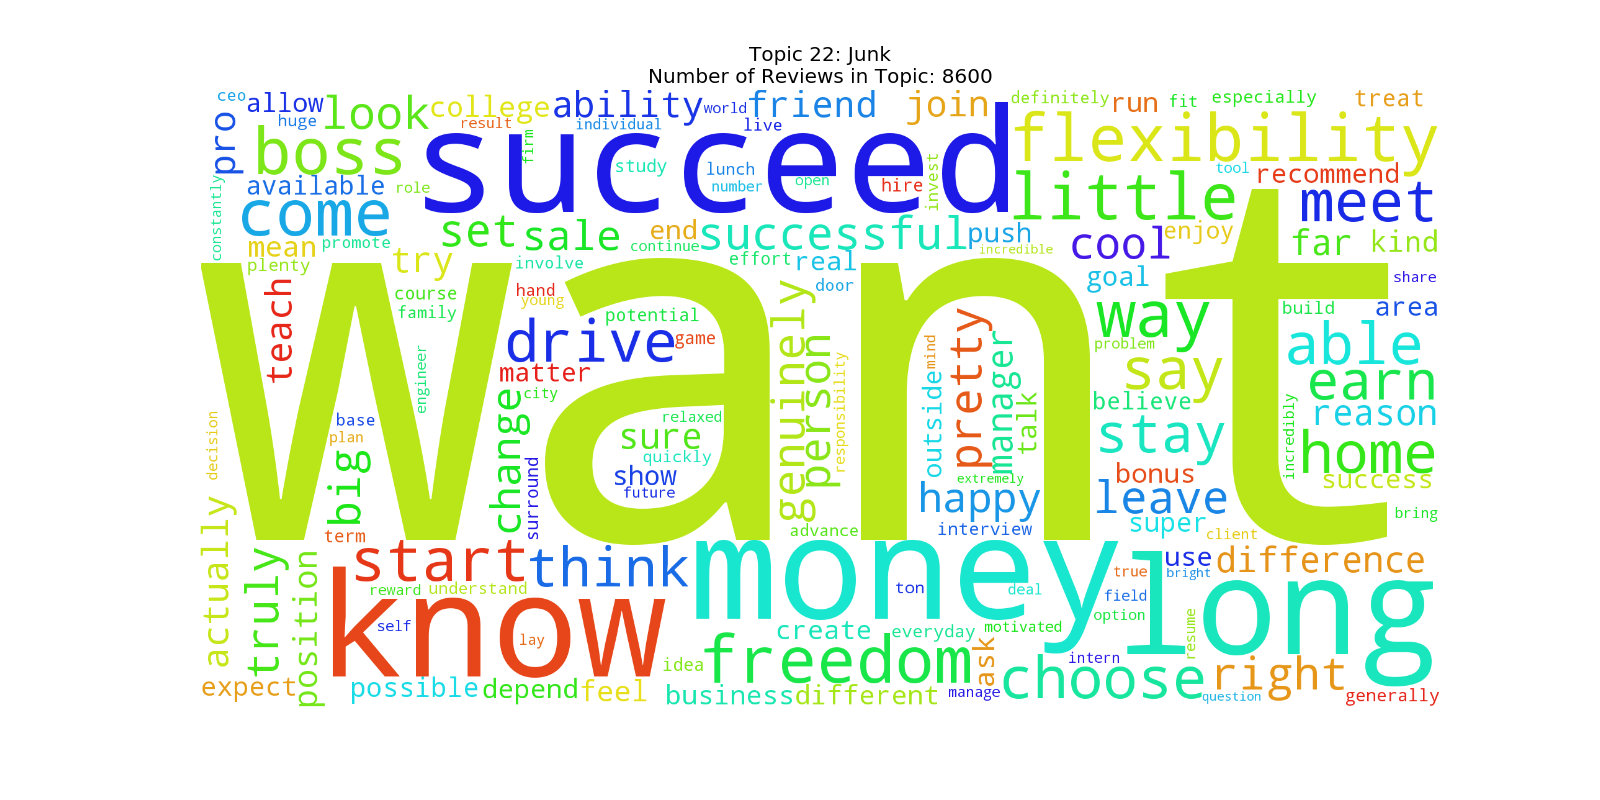 Topic 22: Junk
Number of Reviews in Topic: 8600
ceo
allow
look
college
ability
world
friend
join
definitely
run
fit
especially
treat
huge
result
individual
live
pro
boss
succeed
firm
flexibility
study
lunch
number
open
hire
invest
tool
recommend
constantly
available
role
come
little
meet
set
sale
end
successful
push
cool
enjoy
far
kind
mean
promote
continue
incredible
plenty
try
involve
effort
real
goal
share
want
door
teach
course
family
hand
young
potential
game
drive
matter
genuinely
person
responsibility
mind
pretty
manager
talk
outside
way
problem
build
area
say
able
earn
believe
reason
engineer
city
change
relaxed
sure
quickly
show
future
base
plan
big
term
surround
decision
stay
home
incredibly
extremely
bonus
success
happy
leave
bring
advance
interview
super
client
actually
truly
position
start
think
money
long
use
difference
true
bright
reward
understand
know
self
lay
ton
deal
field
option
motivated
create
everyday
resume
idea
freedom
ask
intern
choose
right
expect
possible
depend
feel
business
different
manage
question
generally